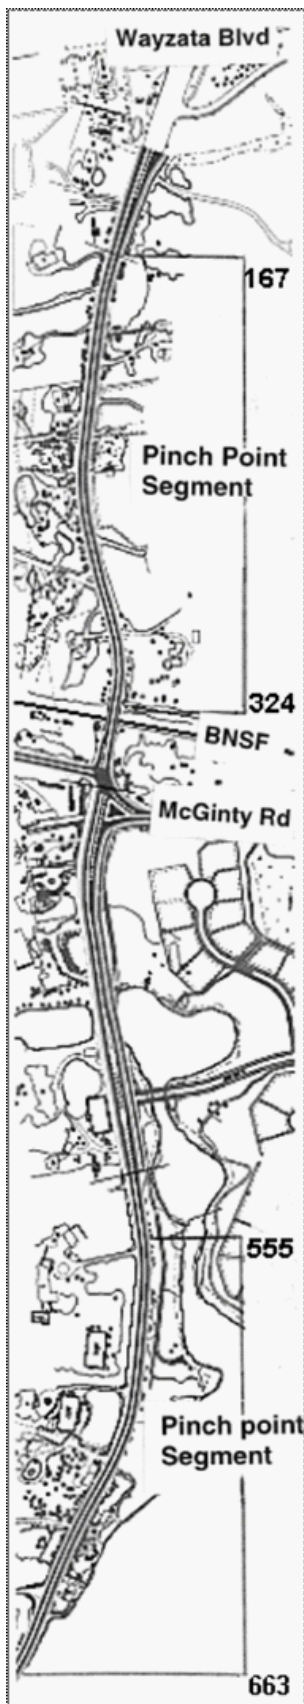 Wayzata Blvd
167
Pinch Point
Segment
324
BNSF
McGinty Rd
555
Pinch point
Segment
663